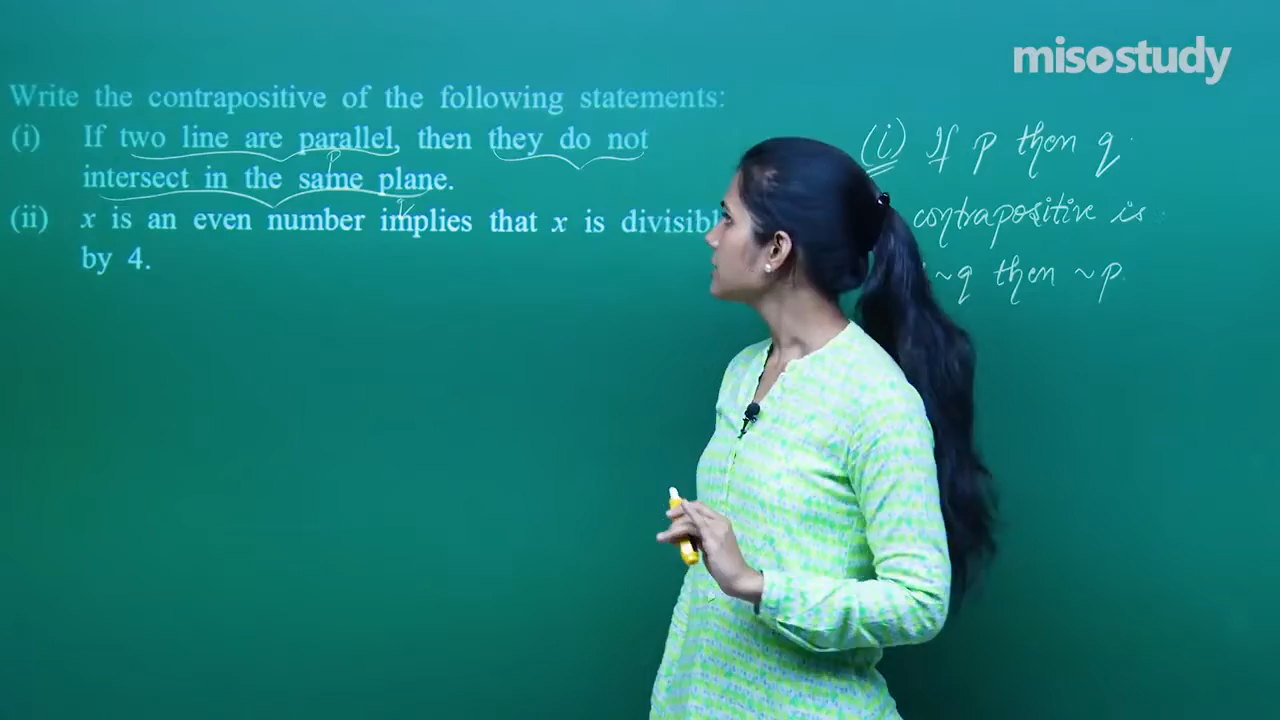 misostudy
Write the contrapositive of the following statements:
(i) If two line are parallel, then they do not
p
intersect in the same plane.
q
(ii) x is an even number implies that x is
by 4.
(i) If p then q.
contrapositive is
~q then ~p.